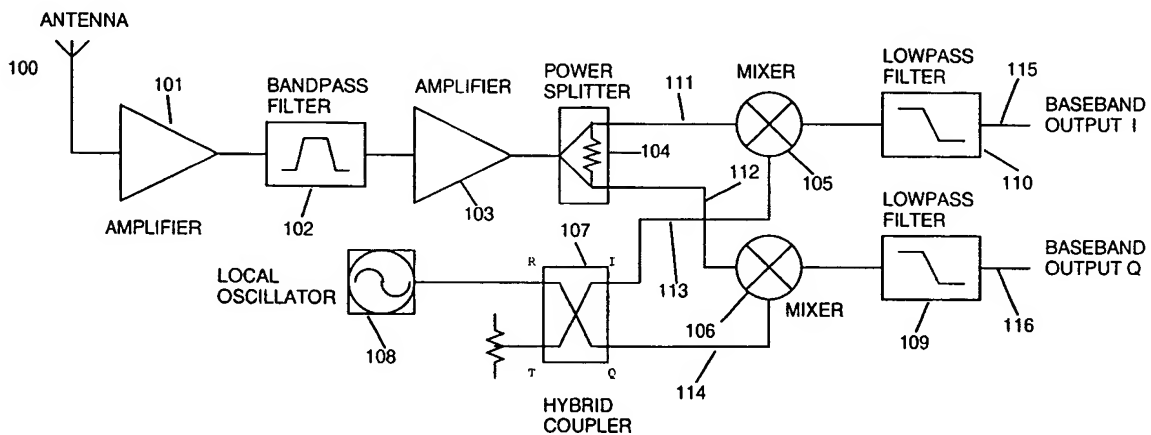 ANTENNA
100
101
AMPLIFIER
BANDPASS
FILTER
102
AMPLIFIER
103
POWER
SPLITTER
104
111
112
MIXER
105
LOWPASS
FILTER
110
115
BASEBAND
OUTPUT I
LOCAL
OSCILLATOR
108
107
R
I
T
Q
HYBRID
COUPLER
113
114
106
MIXER
LOWPASS
FILTER
109
116
BASEBAND
OUTPUT Q